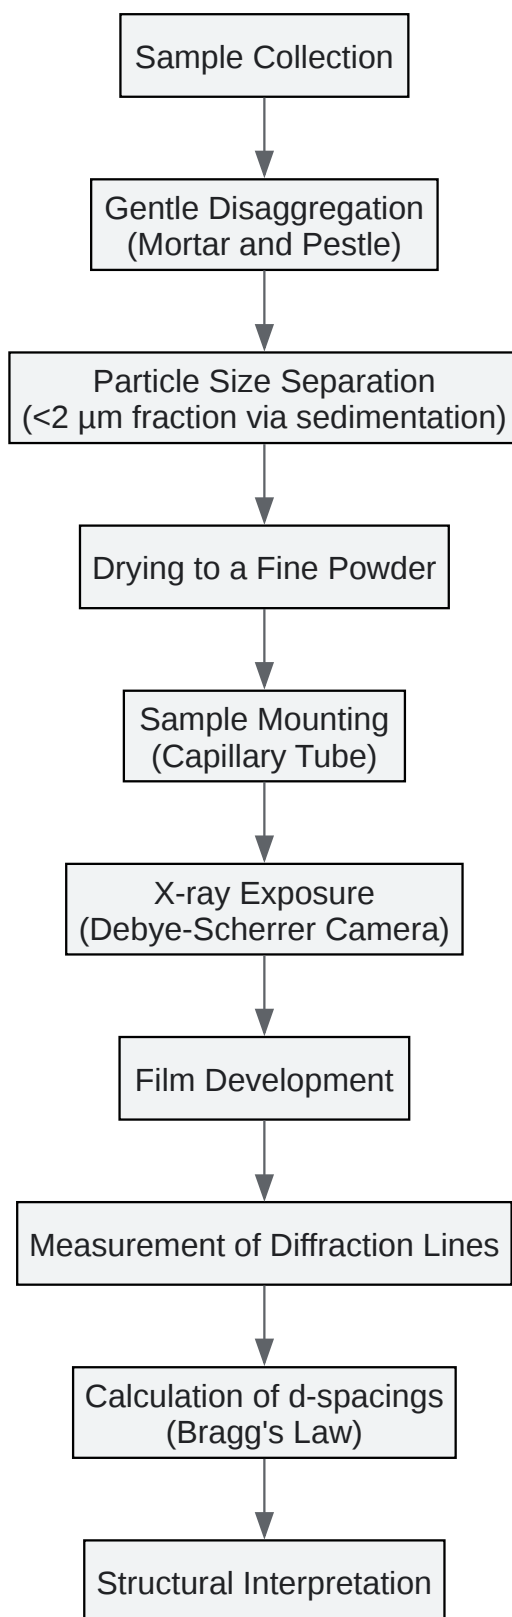 Sample Collection
Gentle Disaggregation
(Mortar and Pestle)
Particle Size Separation
(<2 µm fraction via sedimentation)
Drying to a Fine Powder
Sample Mounting
(Capillary Tube)
X-ray Exposure
(Debye-Scherrer Camera)
Film Development
Measurement of Diffraction Lines
Calculation of d-spacings
(Bragg's Law)
Structural Interpretation